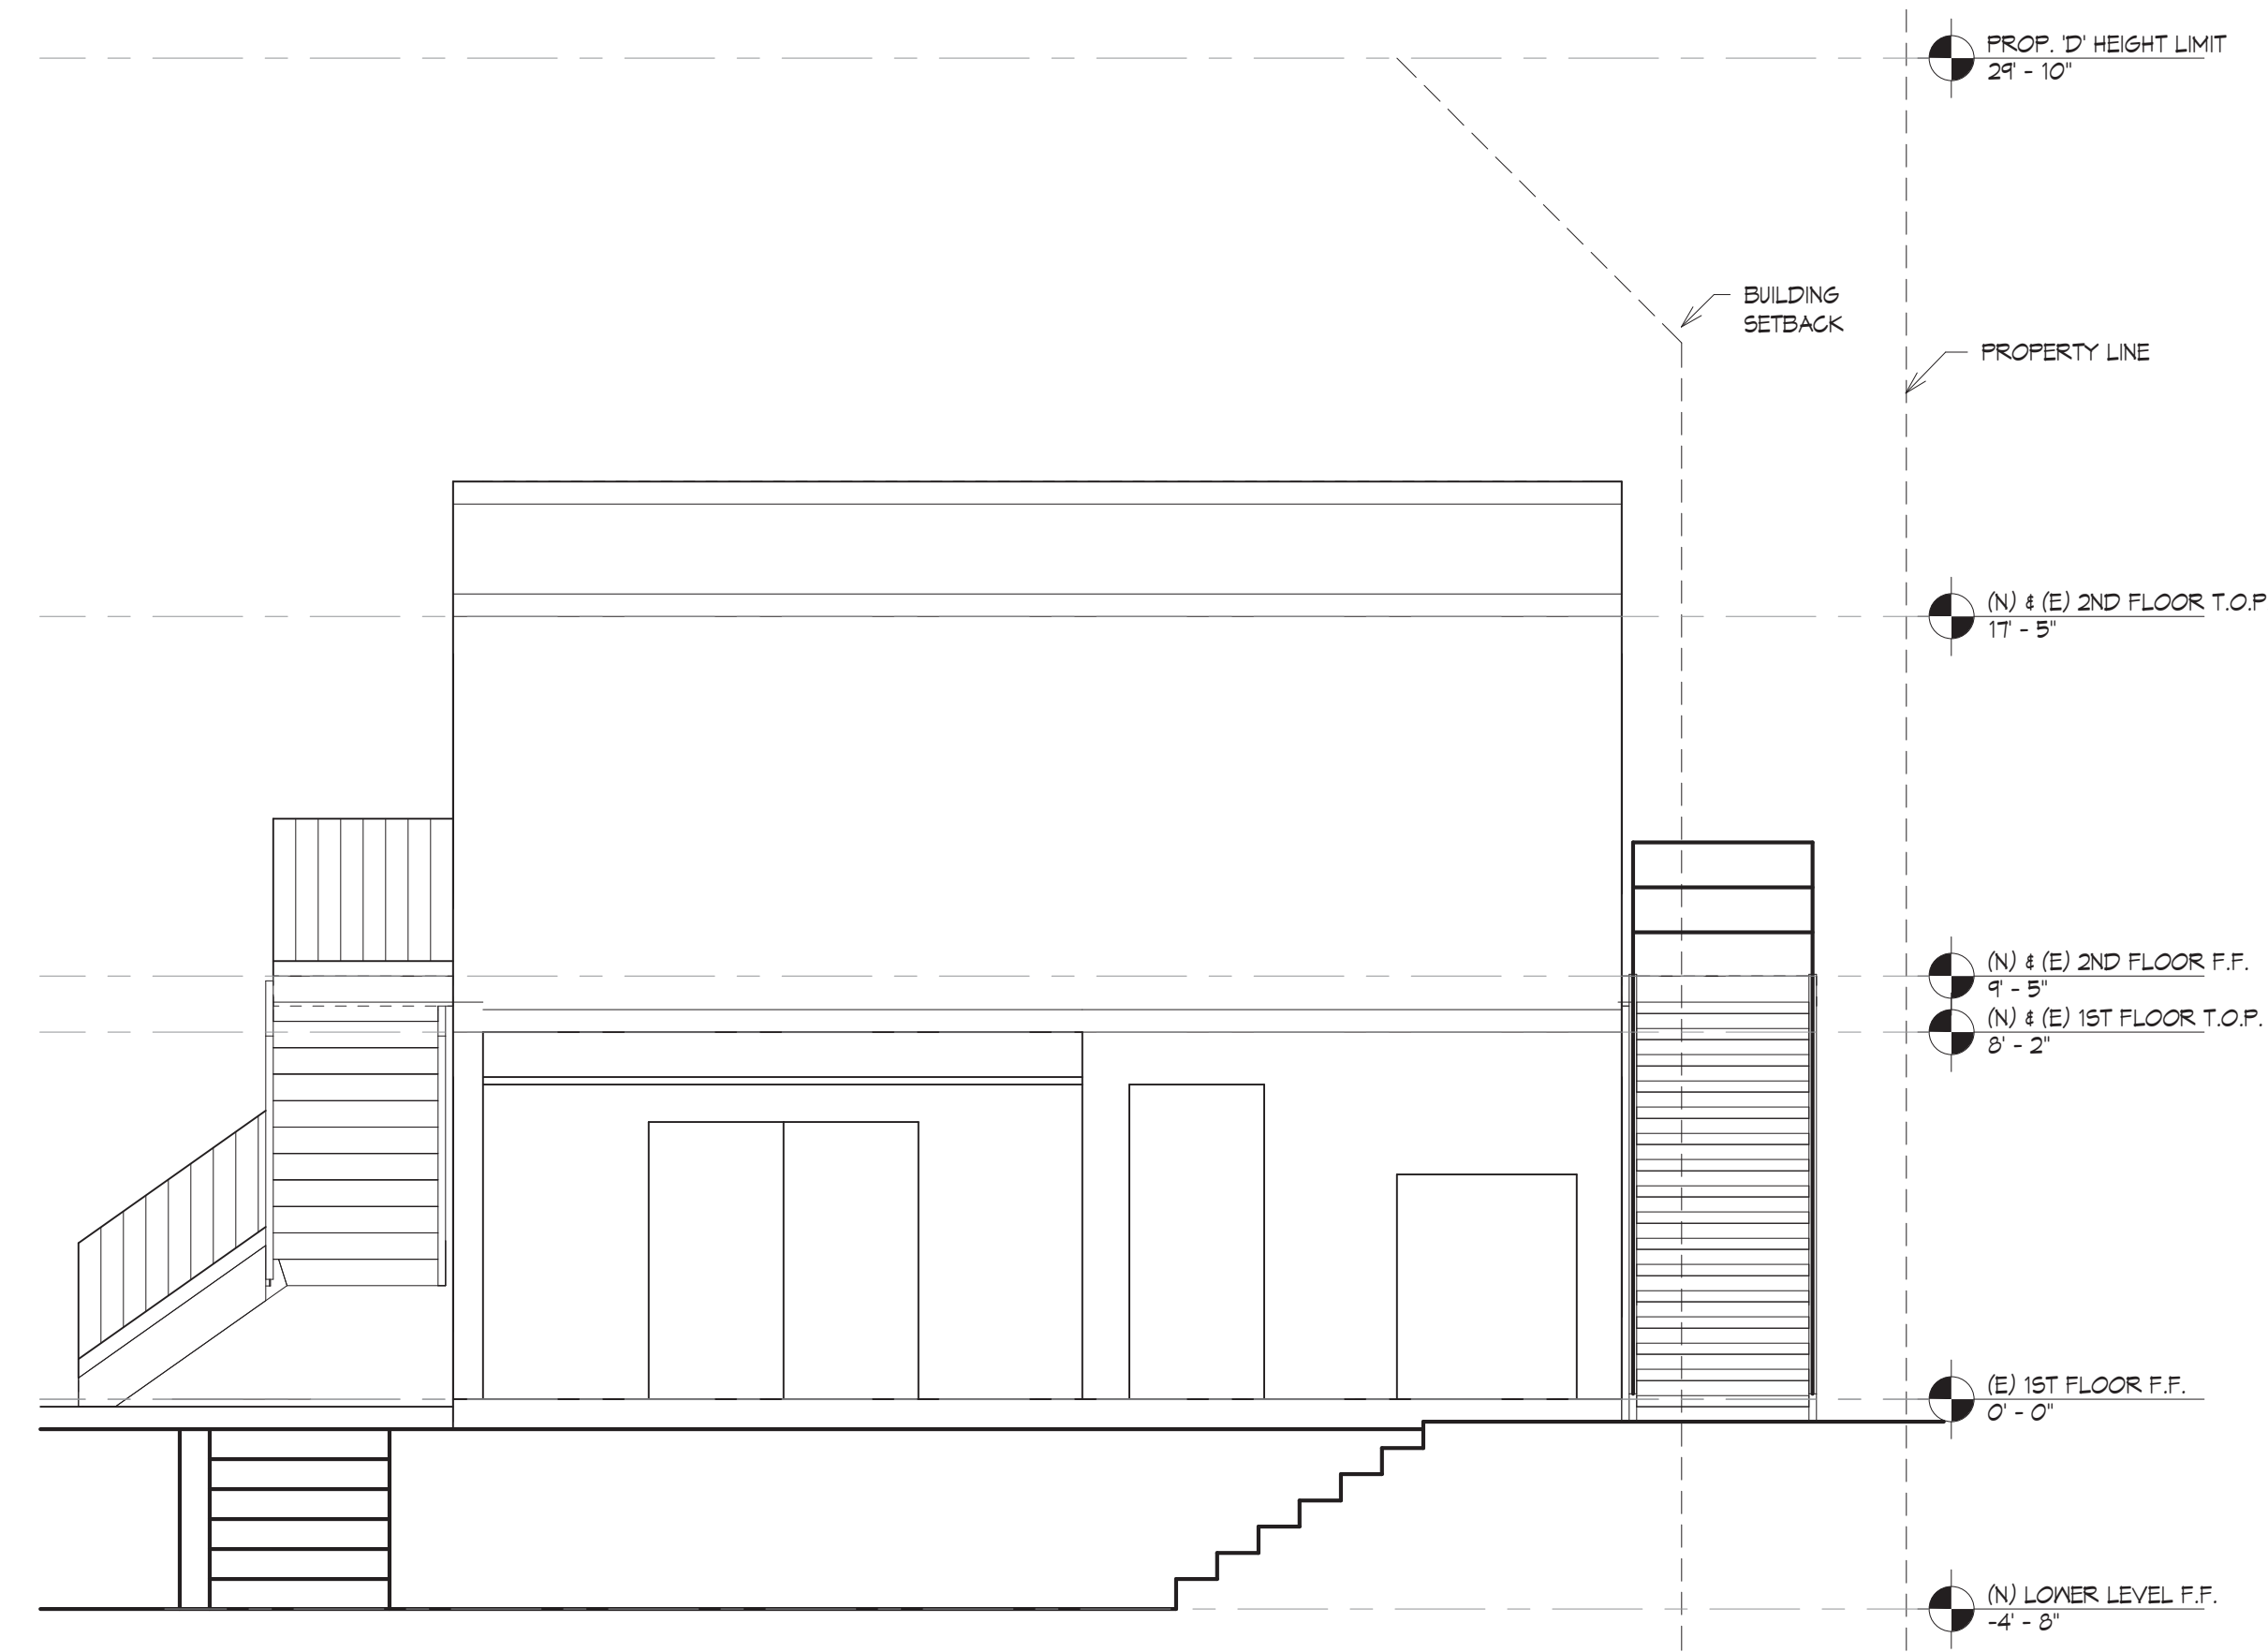 PROP. 'D' HEIGHT LIMIT
29' - 10"
BUILDING
SETBACK
PROPERTY LINE
(N) & (E) 2ND FLOOR T.O.P
17' - 5"
(N) & (E) 2ND FLOOR F.F.
9' - 5"
(N) & (E) 1ST FLOOR T.O.P.
8' - 2"
(E) 1ST FLOOR F.F.
0' - 0"
(N) LOWER LEVEL F.F.
-4' - 8"